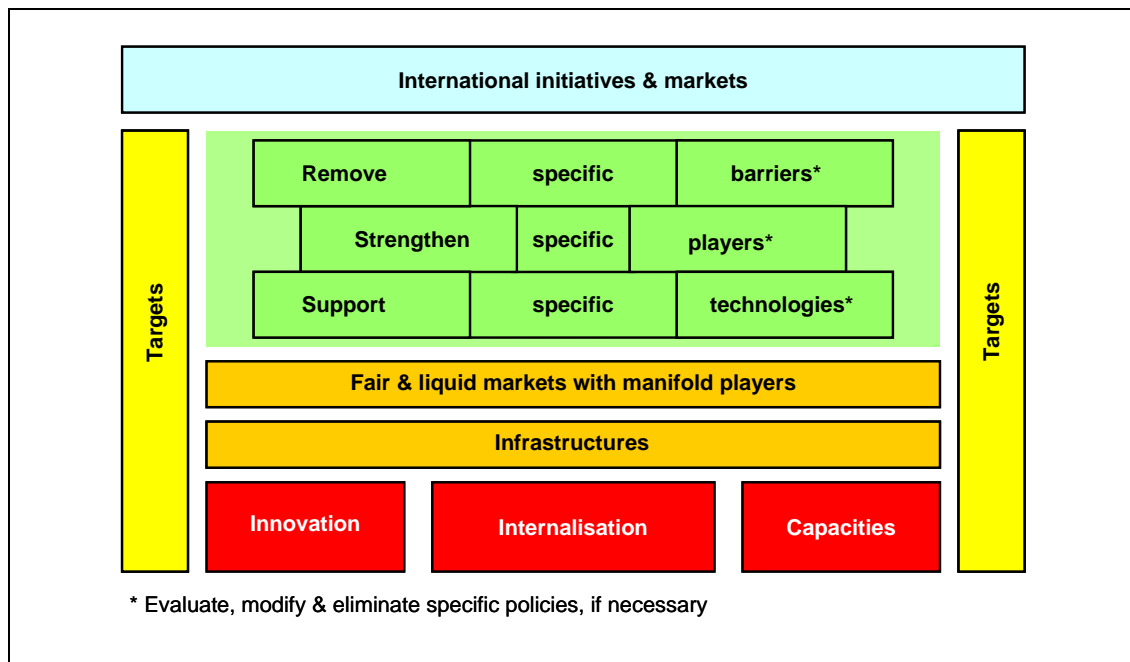 International initiatives & markets
Targets
Remove specific barriers*
Strengthen specific players*
Support specific technologies*
Targets
Fair & liquid markets with manifold players
Infrastructures
Innovation Internalisation Capacities
* Evaluate, modify & eliminate specific policies, if necessary